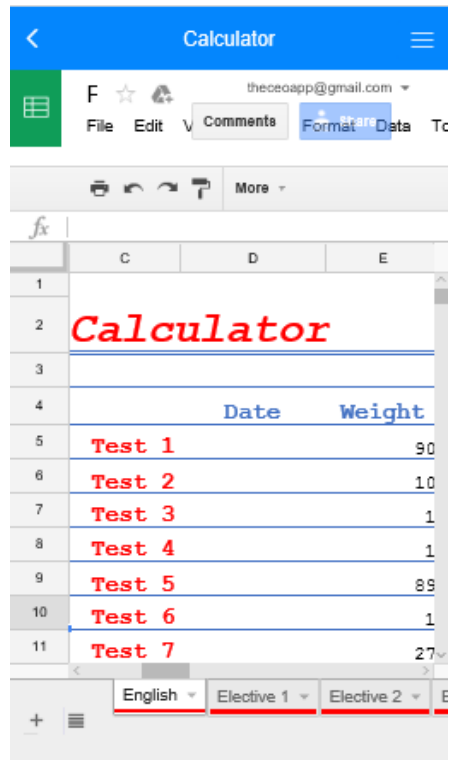 Calculator
F theceoapp@gmail.com
File Edit V Comments Format Share Data To
More
fx
C D E
1
2 Calculator
3
4 Date Weight
5 Test 1 90
6 Test 2 10
7 Test 3 1
8 Test 4 1
9 Test 5 89
10 Test 6 1
11 Test 7 27
English Elective 1 Elective 2 E